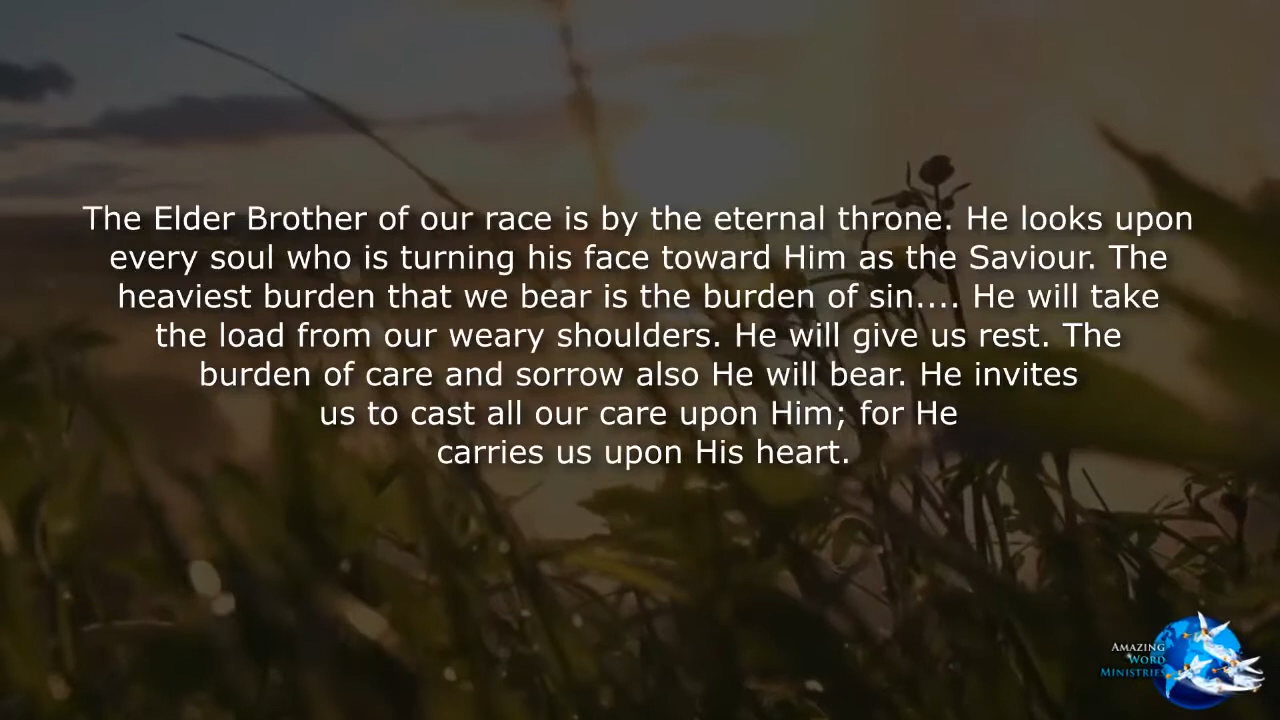 The Elder Brother of our race is by the eternal throne. He looks upon
every soul who is turning his face toward Him as the Saviour. The
heaviest burden that we bear is the burden of sin.... He will take
the load from our weary shoulders. He will give us rest. The
burden of care and sorrow also He will bear. He invites
us to cast all our care upon Him; for He
carries us upon His heart.
AMAZING
WORD
MINISTRIES